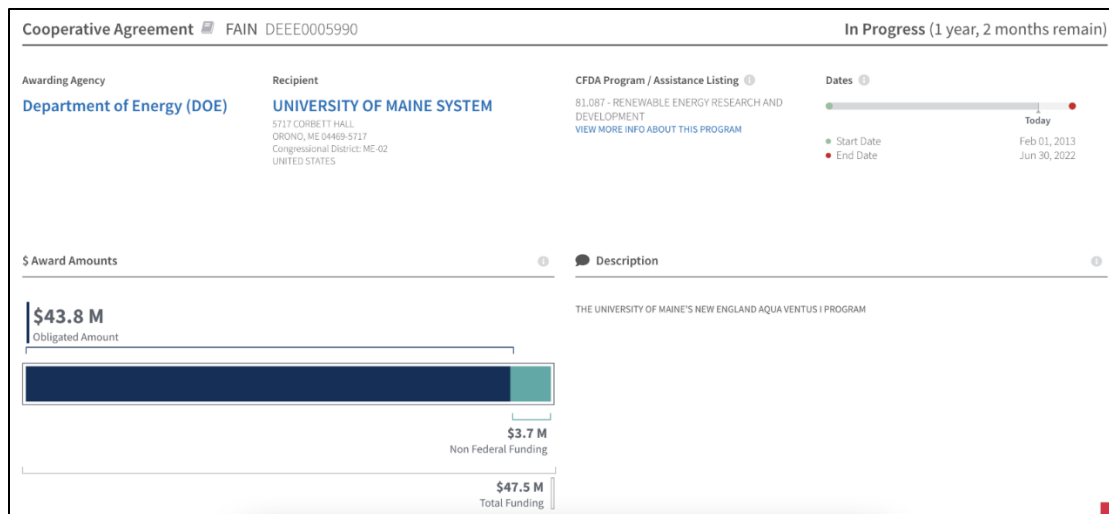 Cooperative Agreement FAIN DEEE0005990
In Progress (1 year, 2 months remain)
Awarding Agency
Department of Energy (DOE)
Recipient
UNIVERSITY OF MAINE SYSTEM
5717 CORBETT HALL
ORONO, ME 04469-5717
Congressional District: ME-02
UNITED STATES
CFDA Program / Assistance Listing
81.087 - RENEWABLE ENERGY RESEARCH AND
DEVELOPMENT
VIEW MORE INFO ABOUT THIS PROGRAM
Dates
Today
Start Date Feb 01, 2013
End Date Jun 30, 2022
$ Award Amounts
$43.8 M
Obligated Amount
$3.7 M
Non Federal Funding
$47.5 M
Total Funding
Description
THE UNIVERSITY OF MAINE'S NEW ENGLAND AQUA VENTUS I PROGRAM